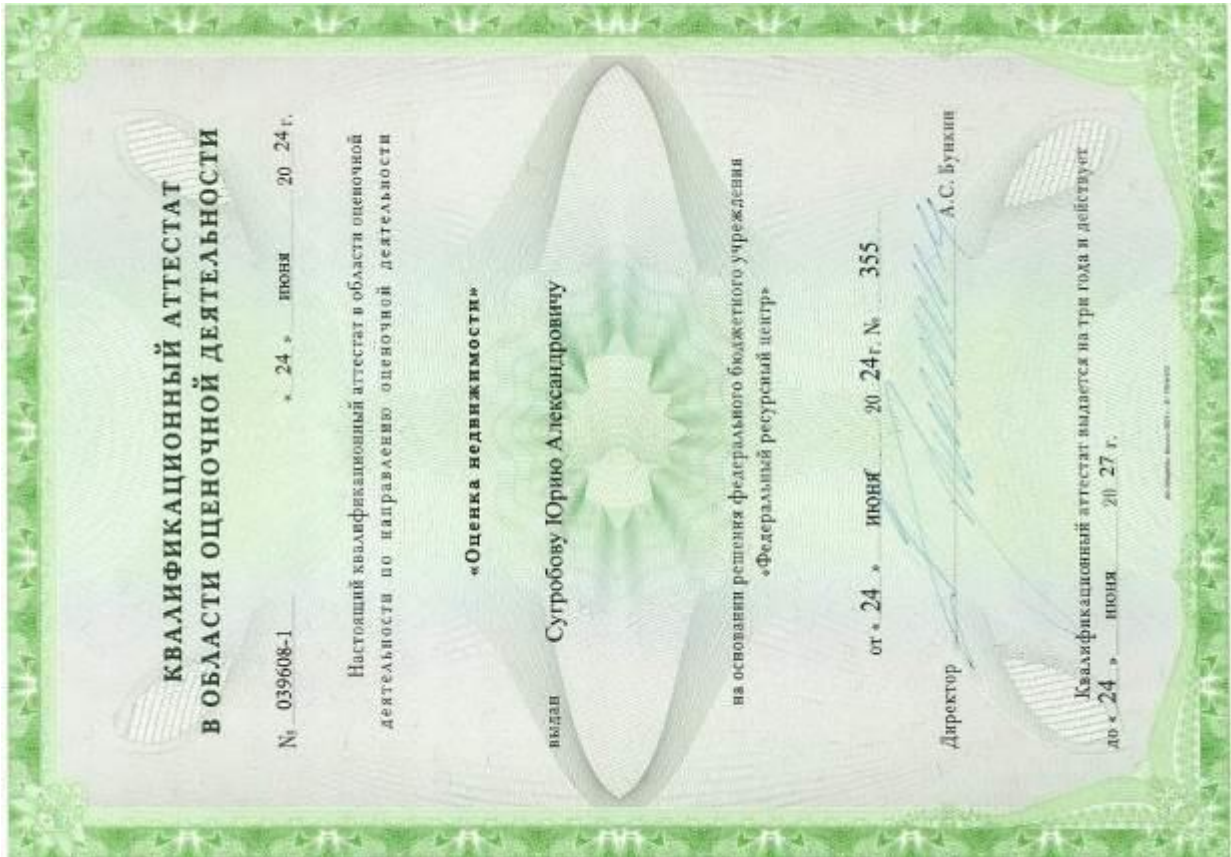 КВАЛИФИКАЦИОННЫЙ АТТЕСТАТ
В ОБЛАСТИ ОЦЕНОЧНОЙ ДЕЯТЕЛЬНОСТИ
№ 039608-1 « 24 » июня 20 24 г.
Настоящий квалификационный аттестат в области оценочной
деятельности по направлению оценочной деятельности
«Оценка недвижимости»
выдан Сугробову Юрию Александровичу
на основании решения федерального бюджетного учреждения
«Федеральный ресурсный центр»
от « 24 » июня 20 24 г. № 355
Директор А.С. Бункин
Квалификационный аттестат выдается на три года и действует
до « 24 » июня 20 27 г.